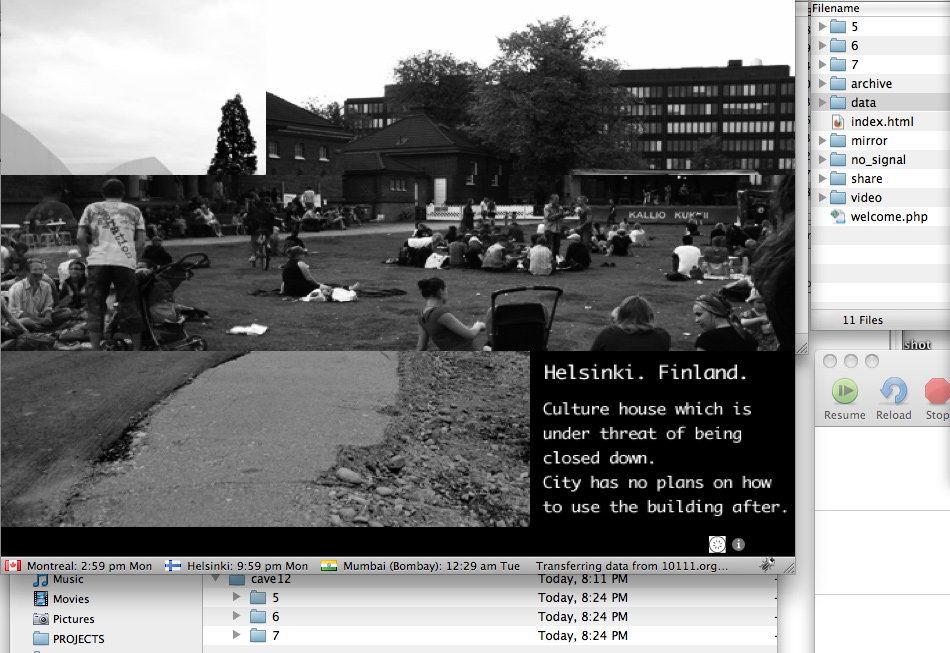 Filename
5
6
7
archive
data
index.html
mirror
no_signal
share
video
welcome.php
11 Files
KALLIO KUKKII
shot
Helsinki. Finland.
Culture house which is
under threat of being
closed down.
City has no plans on how
to use the building after.
Resume Reload Stop
Montreal: 2:59 pm Mon Helsinki: 9:59 pm Mon Mumbai (Bombay): 12:29 am Tue Transferring data from 10111.org...
Music cave12 Today, 8:11 PM -
Movies 5 Today, 8:24 PM -
Pictures 6 Today, 8:24 PM -
PROJECTS 7 Today, 8:24 PM -